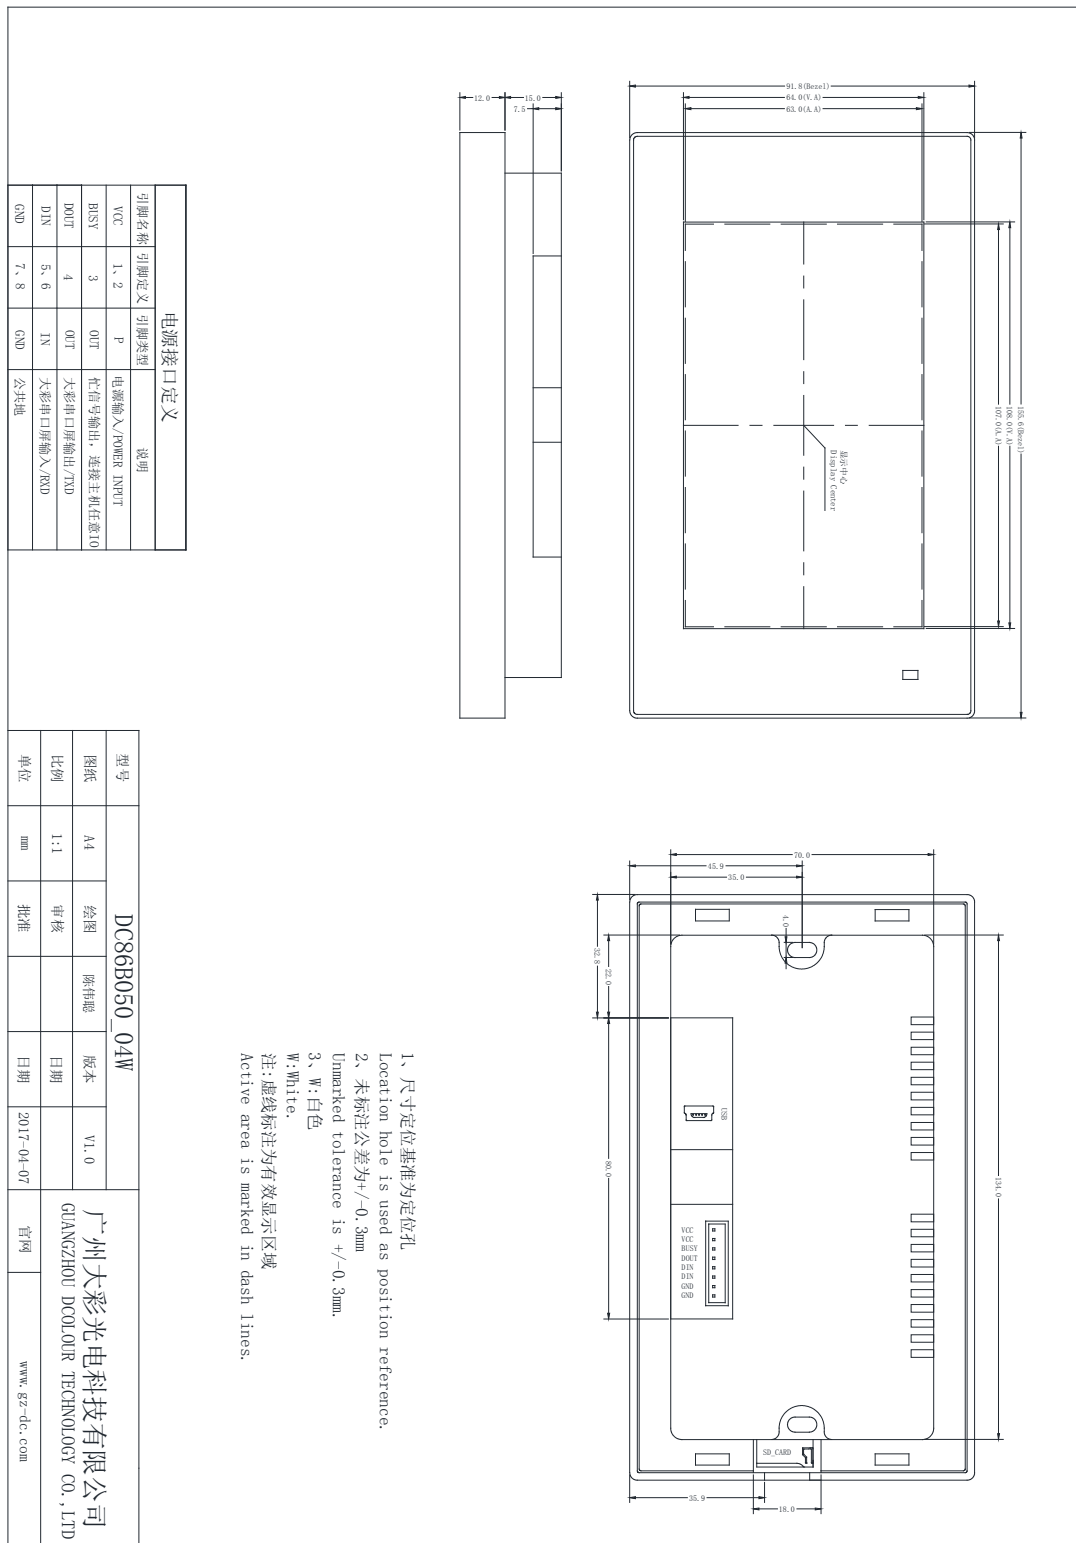 155.6(Bezel)
108.0(V.A)
107.0(A.A)
91.8(Bezel)
64.0(V.A)
63.0(A.A)
显示中心
Display Center
15.0
7.5
12.0
134.0
70.0
45.9
35.0
4.0
22.0
32.8
80.0
USB
VCC
VCC
BUSY
DOUT
DIN
DIN
GND
GND
SD_CARD
18.0
35.9
1、尺寸定位基准为定位孔
Location hole is used as position reference.
2、未标注公差为+/-0.3mm
Unmarked tolerance is +/-0.3mm.
3、W:白色
W:White.
注:虚线标注为有效显示区域
Active area is marked in dash lines.
电源接口定义
引脚名称 引脚定义 引脚类型 说明
VCC 1、2 P 电源输入/POWER INPUT
BUSY 3 OUT 忙信号输出，连接主机任意IO
DOUT 4 OUT 大彩串口屏输出/TXD
DIN 5、6 IN 大彩串口屏输入/RXD
GND 7、8 GND 公共地
型号 DC86B050_04W
图纸 A4 绘图 陈伟聪 版本 V1.0
比例 1:1 审核 日期
单位 mm 批准 日期 2017-04-07
广州大彩光电科技有限公司
GUANGZHOU DCOLOUR TECHNOLOGY CO.,LTD
官网 www.gz-dc.com